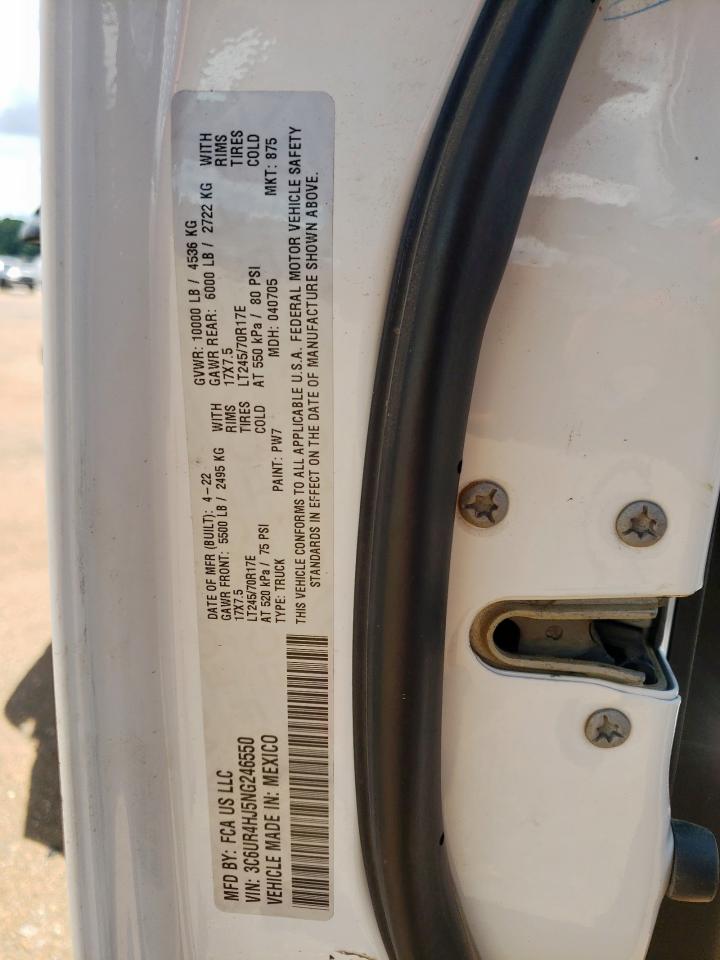 MFD BY: FCA US LLC
VIN: 3C6UR4HJ5NG246550
VEHICLE MADE IN: MEXICO
DATE OF MFR (BUILT): 4-22 GVWR: 10000 LB / 4536 KG
GAWR FRONT: 5500 LB / 2495 KG WITH GAWR REAR: 6000 LB / 2722 KG WITH
17X7.5 RIMS 17X7.5 RIMS
LT245/70R17E TIRES LT245/70R17E TIRES
AT 520 kPa / 75 PSI COLD AT 550 kPa / 80 PSI COLD
TYPE: TRUCK PAINT: PW7 MDH: 040705 MKT: 875
THIS VEHICLE CONFORMS TO ALL APPLICABLE U.S.A. FEDERAL MOTOR VEHICLE SAFETY
STANDARDS IN EFFECT ON THE DATE OF MANUFACTURE SHOWN ABOVE.